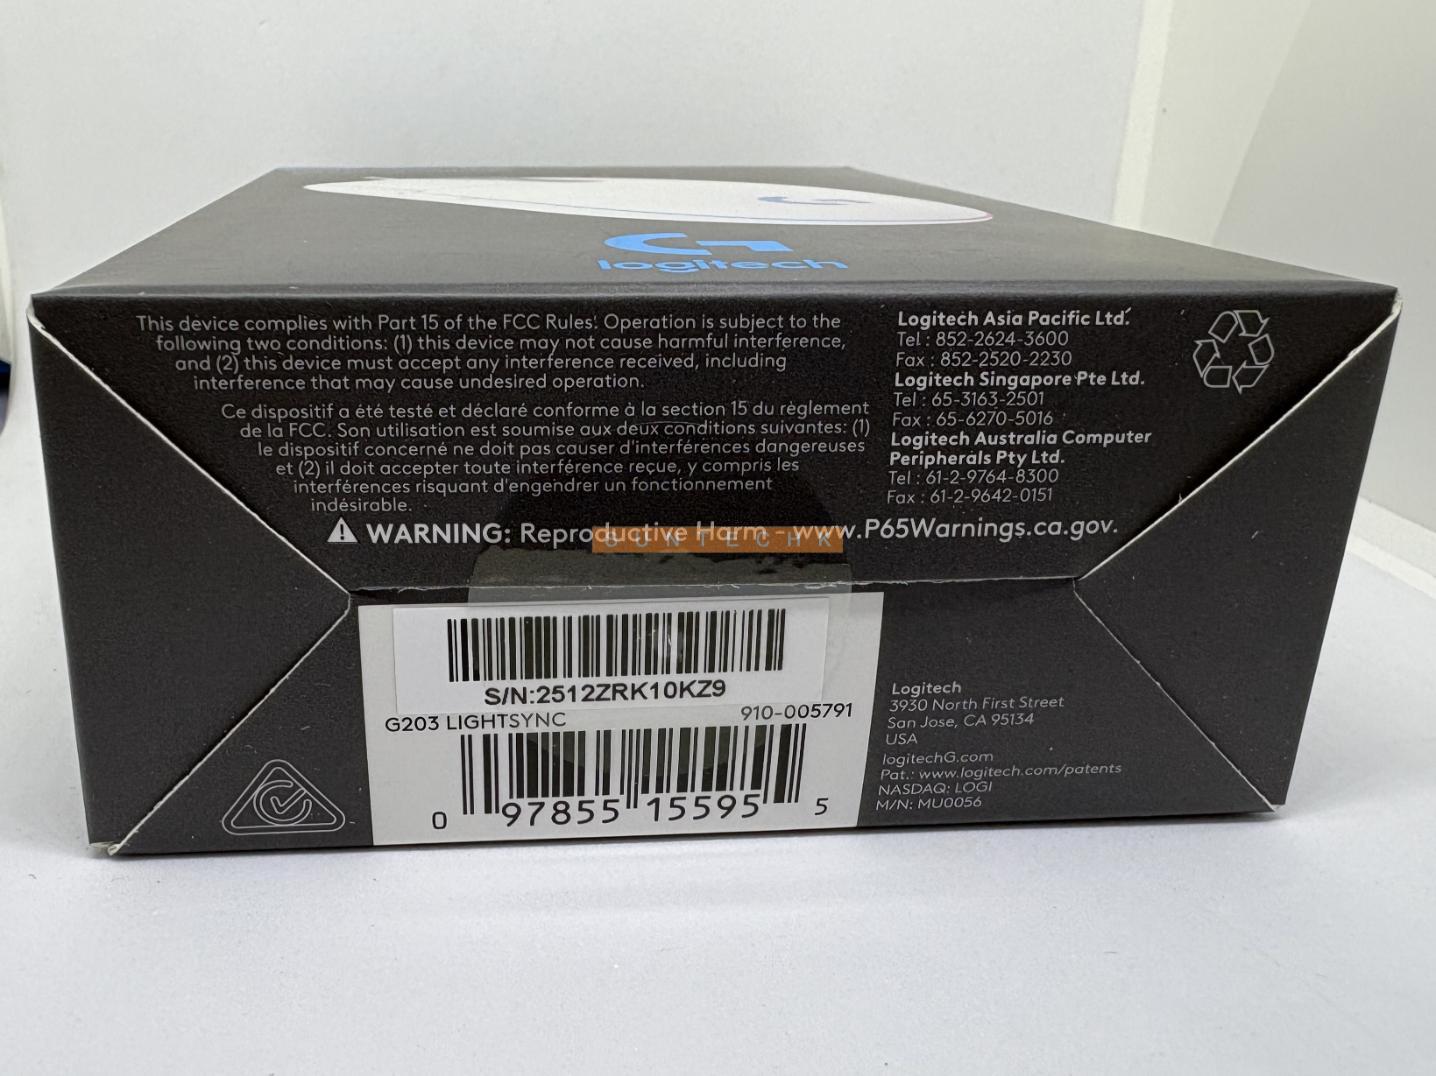 logitech
This device complies with Part 15 of the FCC Rules. Operation is subject to the
following two conditions: (1) this device may not cause harmful interference,
and (2) this device must accept any interference received, including
interference that may cause undesired operation.
Ce dispositif a été testé et déclaré conforme à la section 15 du règlement
de la FCC. Son utilisation est soumise aux deux conditions suivantes: (1)
le dispositif concerné ne doit pas causer d'interférences dangereuses
et (2) il doit accepter toute interférence reçue, y compris les
interférences risquant d'engendrer un fonctionnement
indésirable.
Logitech Asia Pacific Ltd.
Tel : 852-2624-3600
Fax : 852-2520-2230
Logitech Singapore Pte Ltd.
Tel : 65-3163-2501
Fax : 65-6270-5016
Logitech Australia Computer
Peripherals Pty Ltd.
Tel : 61-2-9764-8300
Fax : 61-2-9642-0151
WARNING: Reproductive Harm - www.P65Warnings.ca.gov.
SUNTECHK
S/N:2512ZRK10KZ9
G203 LIGHTSYNC 910-005791
0 97855 15595 5
Logitech
3930 North First Street
San Jose, CA 95134
USA
logitechG.com
Pat.: www.logitech.com/patents
NASDAQ: LOGI
M/N: MU0056